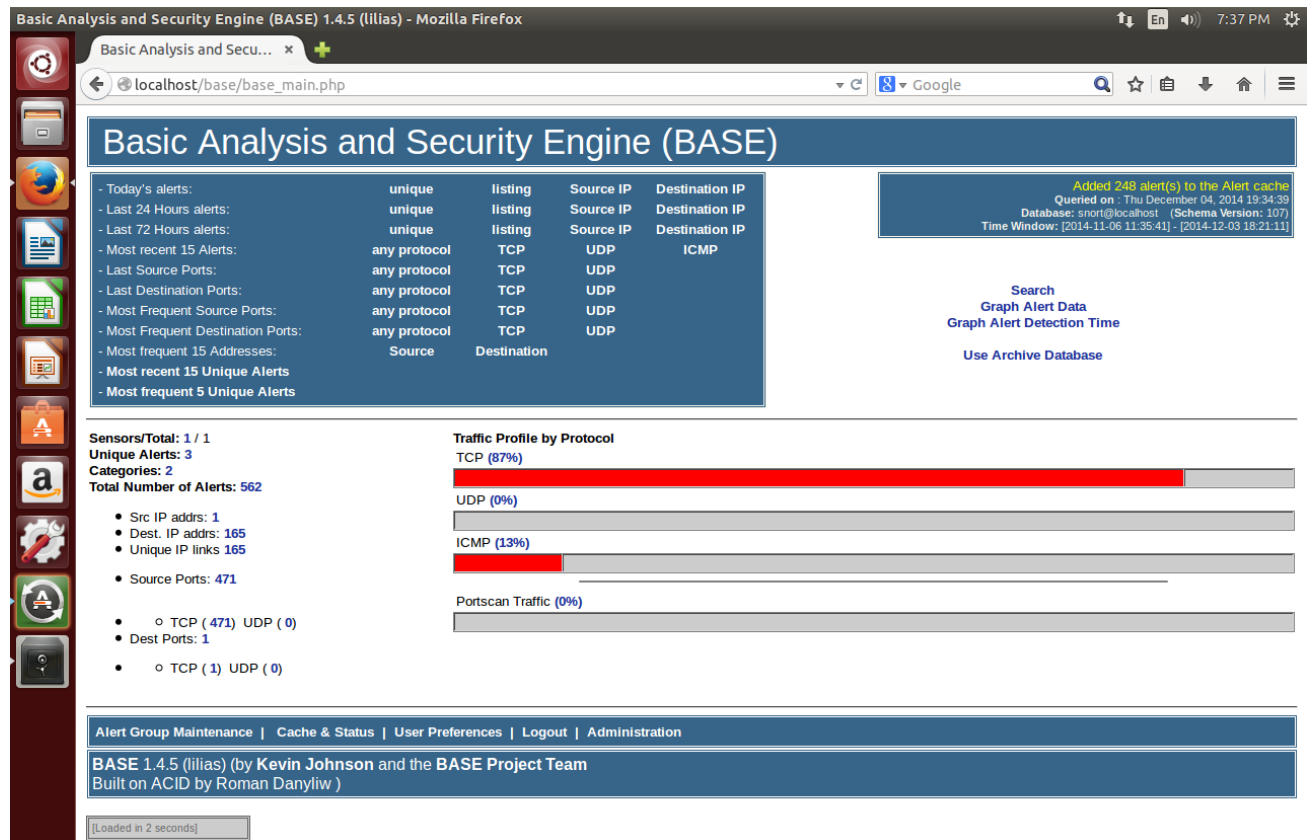 Basic Analysis and Security Engine (BASE) 1.4.5 (lilias) - Mozilla Firefox
En
7:37 PM
Basic Analysis and Secu... ×
localhost/base/base_main.php
8 Google
Basic Analysis and Security Engine (BASE)
- Today's alerts: unique listing Source IP Destination IP
- Last 24 Hours alerts: unique listing Source IP Destination IP
- Last 72 Hours alerts: unique listing Source IP Destination IP
- Most recent 15 Alerts: any protocol TCP UDP ICMP
- Last Source Ports: any protocol TCP UDP
- Last Destination Ports: any protocol TCP UDP
- Most Frequent Source Ports: any protocol TCP UDP
- Most Frequent Destination Ports: any protocol TCP UDP
- Most frequent 15 Addresses: Source Destination
- Most recent 15 Unique Alerts
- Most frequent 5 Unique Alerts
Added 248 alert(s) to the Alert cache
Queried on : Thu December 04, 2014 19:34:39
Database: snort@localhost (Schema Version: 107)
Time Window: [2014-11-06 11:35:41] - [2014-12-03 18:21:11]
Search
Graph Alert Data
Graph Alert Detection Time
Use Archive Database
Sensors/Total: 1 / 1
Unique Alerts: 3
Categories: 2
Total Number of Alerts: 562
Src IP addrs: 1
Dest. IP addrs: 165
Unique IP links 165
Source Ports: 471
TCP ( 471) UDP ( 0)
Dest Ports: 1
TCP ( 1) UDP ( 0)
Traffic Profile by Protocol
TCP (87%)
UDP (0%)
ICMP (13%)
Portscan Traffic (0%)
Alert Group Maintenance | Cache & Status | User Preferences | Logout | Administration
BASE 1.4.5 (lilias) (by Kevin Johnson and the BASE Project Team
Built on ACID by Roman Danyliw )
[Loaded in 2 seconds]